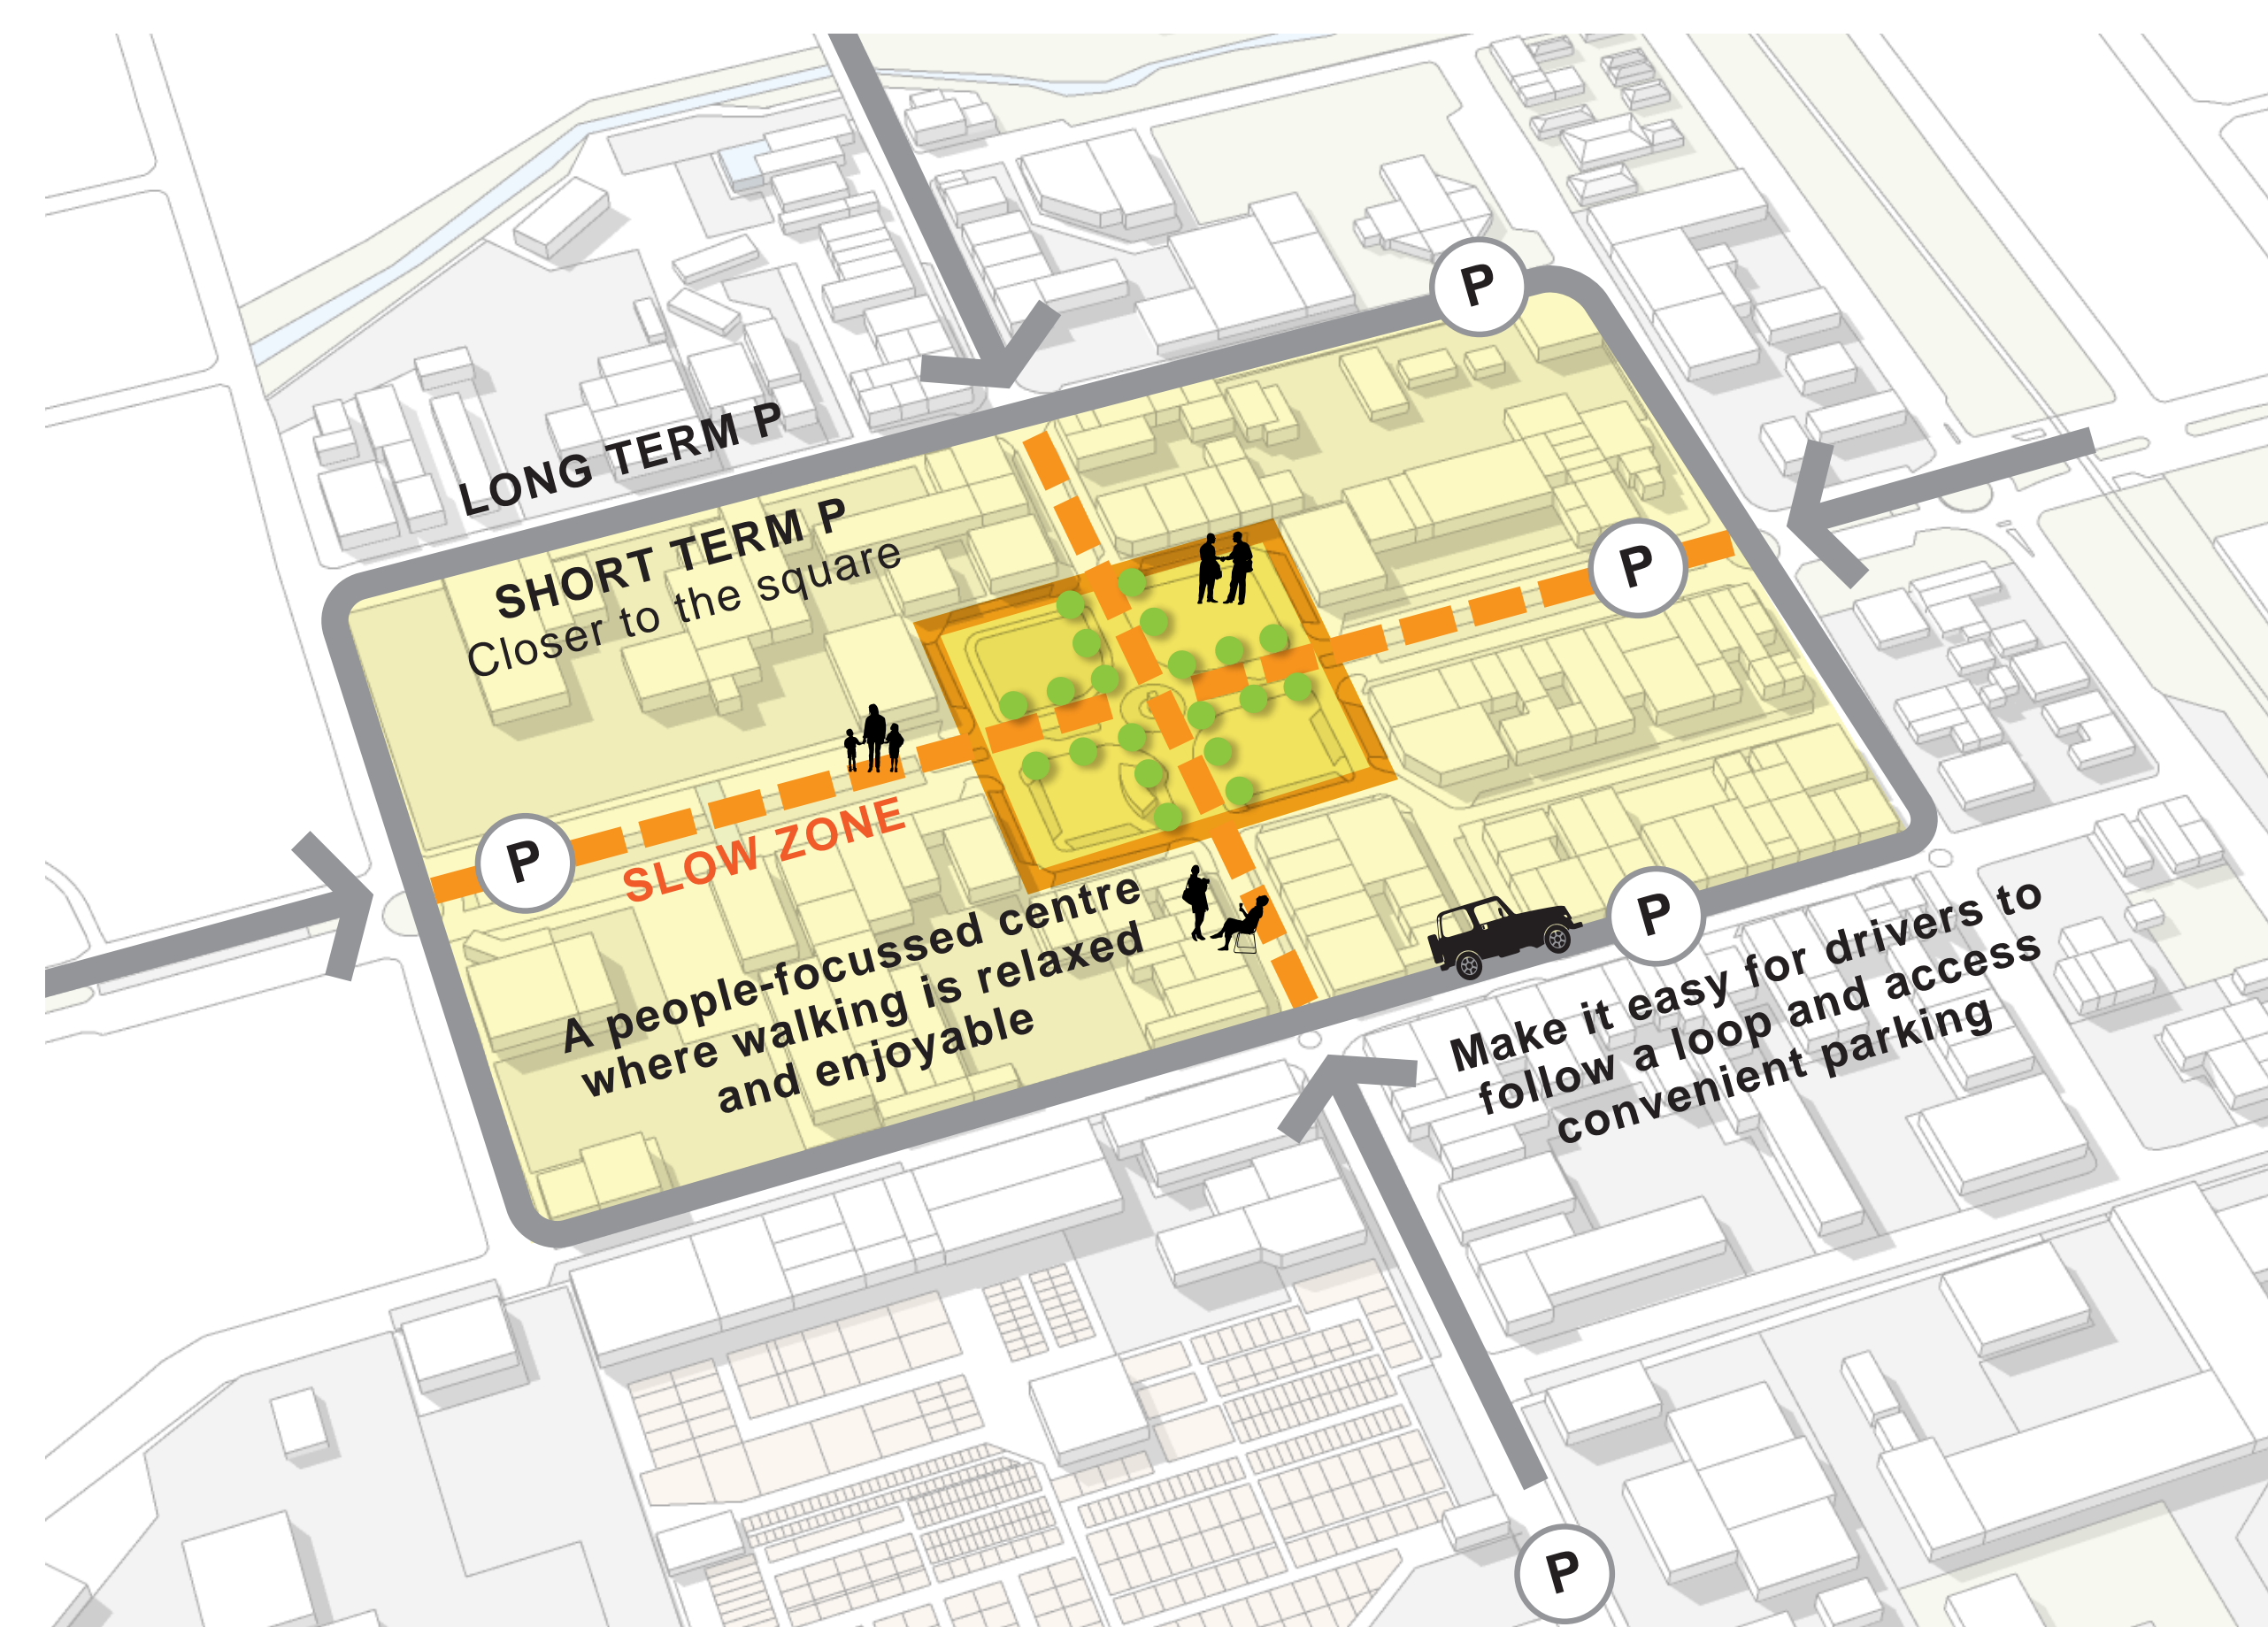 P
LONG TERM P
SHORT TERM P
Closer to the square
P
P
SLOW ZONE
P
A people-focussed centre
where walking is relaxed
and enjoyable
Make it easy for drivers to
follow a loop and access
convenient parking
P